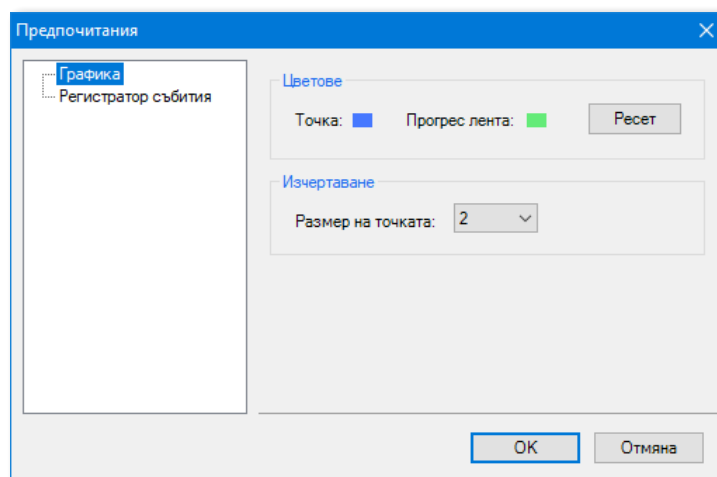 Предпочитания
Графика
Регистратор събития
Цветове
Точка:
Прогрес лента:
Ресет
Изчертаване
Размер на точката:
2
OK
Отмяна